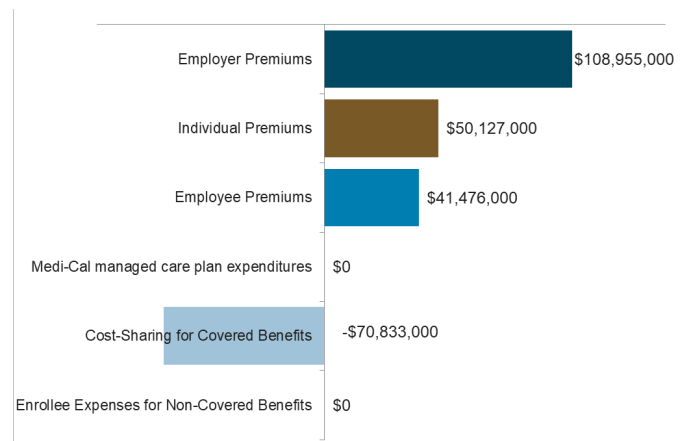 Employer Premiums $108,955,000
Individual Premiums $50,127,000
Employee Premiums $41,476,000
Medi-Cal managed care plan expenditures $0
Cost-Sharing for Covered Benefits -$70,833,000
Enrollee Expenses for Non-Covered Benefits $0